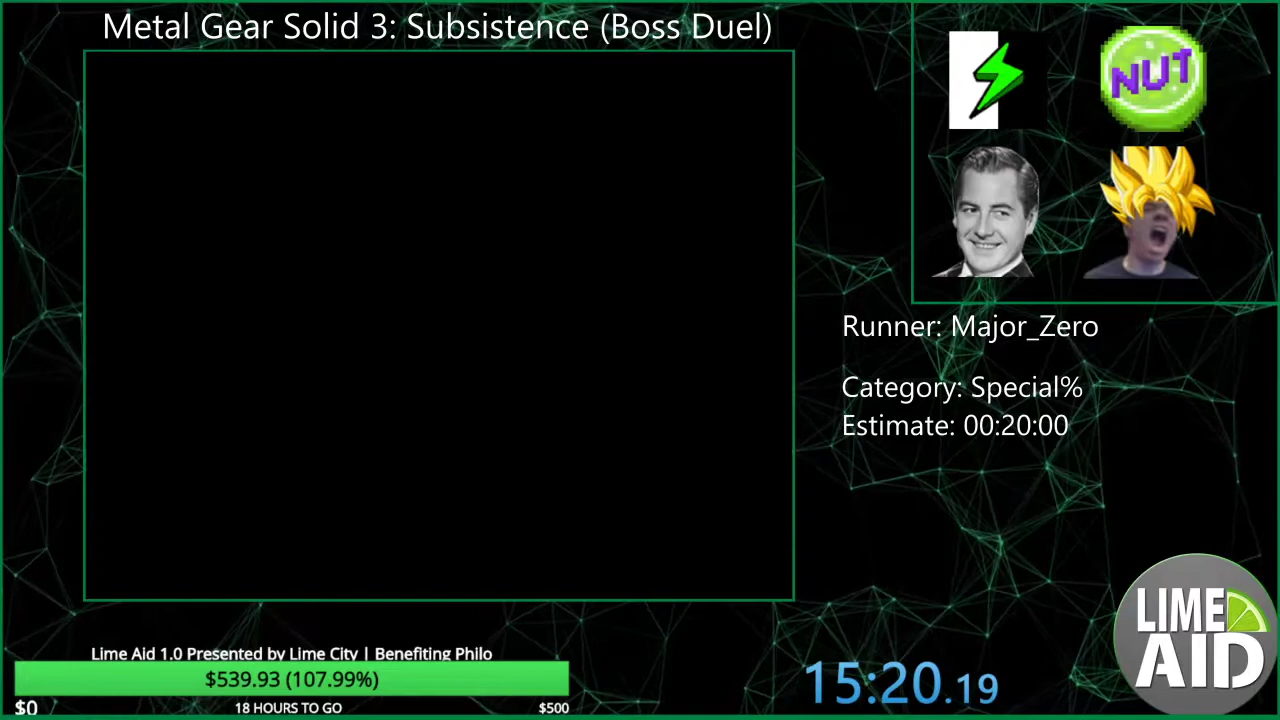 Metal Gear Solid 3: Subsistence (Boss Duel)
NUT
Runner: Major_Zero
Category: Special%
Estimate: 00:20:00
LIME
AID
Lime Aid 1.0 Presented by Lime City | Benefiting Philo
$539.93 (107.99%)
$0 18 HOURS TO GO $500
15:20.19